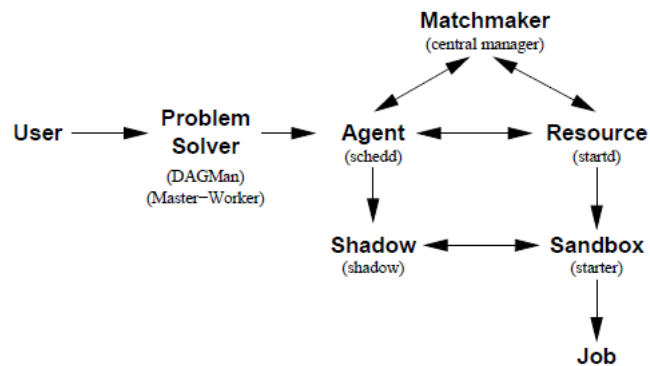 Matchmaker
(central manager)
User
Problem
Solver
(DAGMan)
(Master−Worker)
Agent
(schedd)
Resource
(startd)
Shadow
(shadow)
Sandbox
(starter)
Job